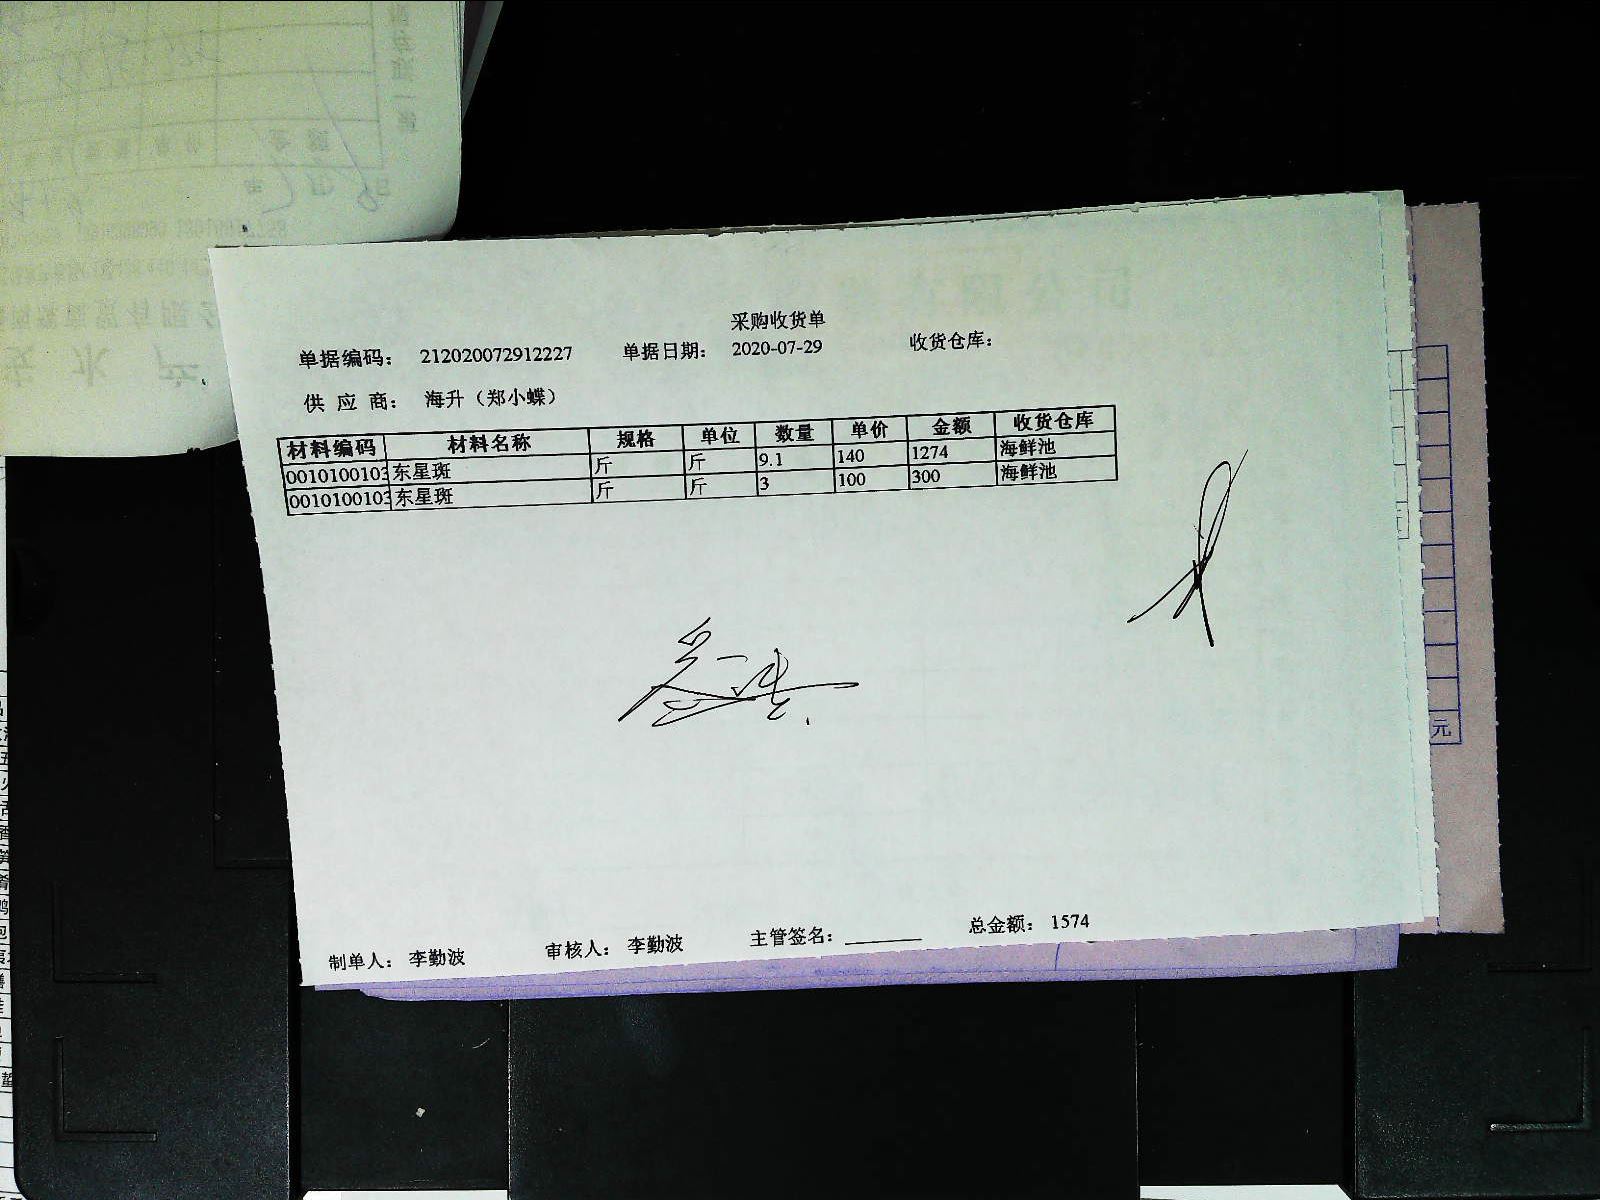 采购收货单
单据编码: 212020072912227 单据日期: 2020-07-29 收货仓库:
供 应 商: 海升（郑小蝶）
材料编码 材料名称 规格 单位 数量 单价 金额 收货仓库
0010100103 东星斑 斤 斤 9.1 140 1274 海鲜池
0010100103 东星斑 斤 斤 3 100 300 海鲜池
制单人: 李勤波 审核人: 李勤波 主管签名: 总金额: 1574
元